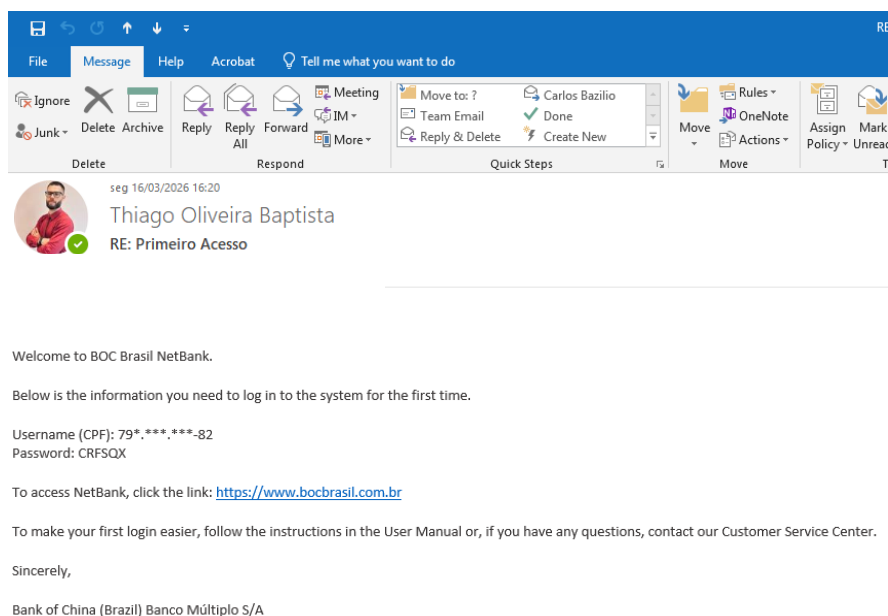 RE
File Message Help Acrobat Tell me what you want to do
Ignore
Junk
Delete
Archive
Delete
Reply
Reply All
Forward
Meeting
IM
More
Respond
Move to: ?
Team Email
Reply & Delete
Carlos Bazilio
Done
Create New
Quick Steps
Move
Rules
OneNote
Actions
Move
Assign Policy
Mark
seg 16/03/2026 16:20
Thiago Oliveira Baptista
RE: Primeiro Acesso
Welcome to BOC Brasil NetBank.
Below is the information you need to log in to the system for the first time.
Username (CPF): 79*.***.***-82
Password: CRFSQX
To access NetBank, click the link: https://www.bocbrasil.com.br
To make your first login easier, follow the instructions in the User Manual or, if you have any questions, contact our Customer Service Center.
Sincerely,
Bank of China (Brazil) Banco Múltiplo S/A